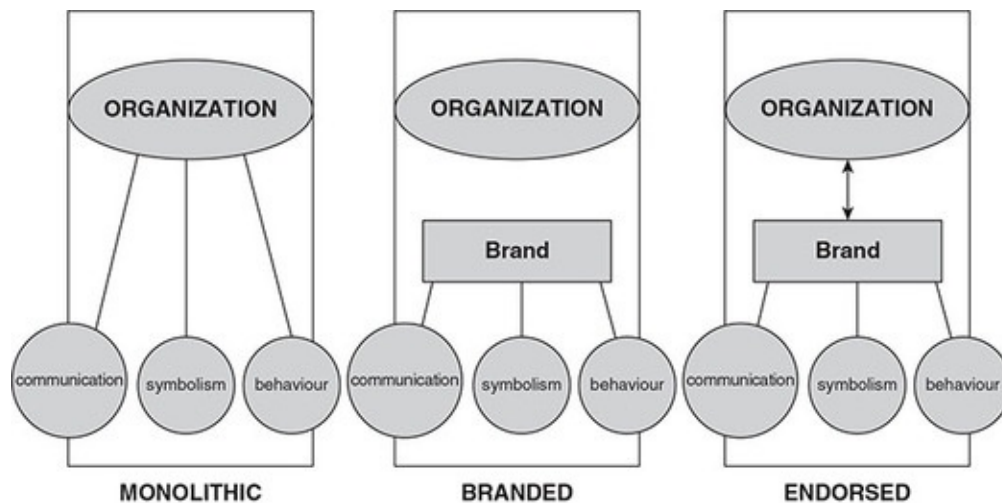 ORGANIZATION
communication
symbolism
behaviour
MONOLITHIC
ORGANIZATION
Brand
communication
symbolism
behaviour
BRANDED
ORGANIZATION
Brand
communication
symbolism
behaviour
ENDORSED